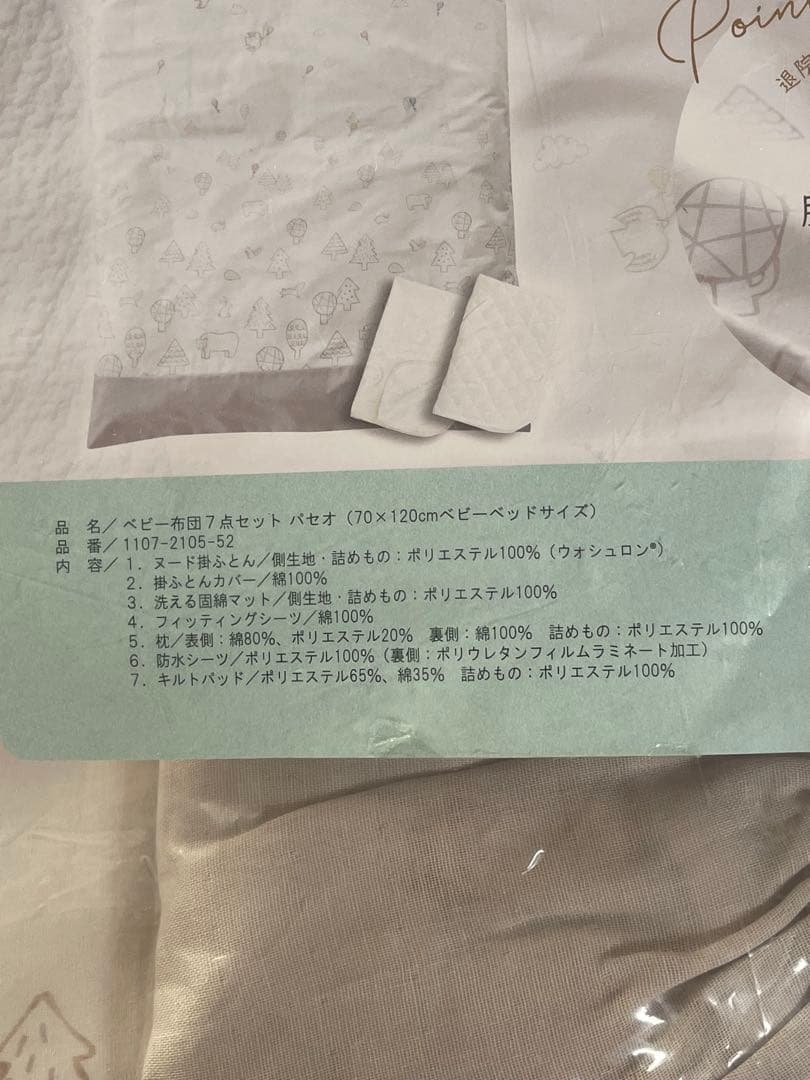 Poin
退院
品　名／ベビー布団７点セット パセオ（70×120cmベビーベッドサイズ）
品　番／1107-2105-52
内　容／１．ヌード掛ふとん／側生地・詰めもの：ポリエステル100%（ウォシュロン®）
２．掛ふとんカバー／綿100%
３．洗える固綿マット／側生地・詰めもの：ポリエステル100%
４．フィッティングシーツ／綿100%
５．枕／表側：綿80%、ポリエステル20%　裏側：綿100%　詰めもの：ポリエステル100%
６．防水シーツ／ポリエステル100%（裏側：ポリウレタンフィルムラミネート加工）
７．キルトパッド／ポリエステル65%、綿35%　詰めもの：ポリエステル100%